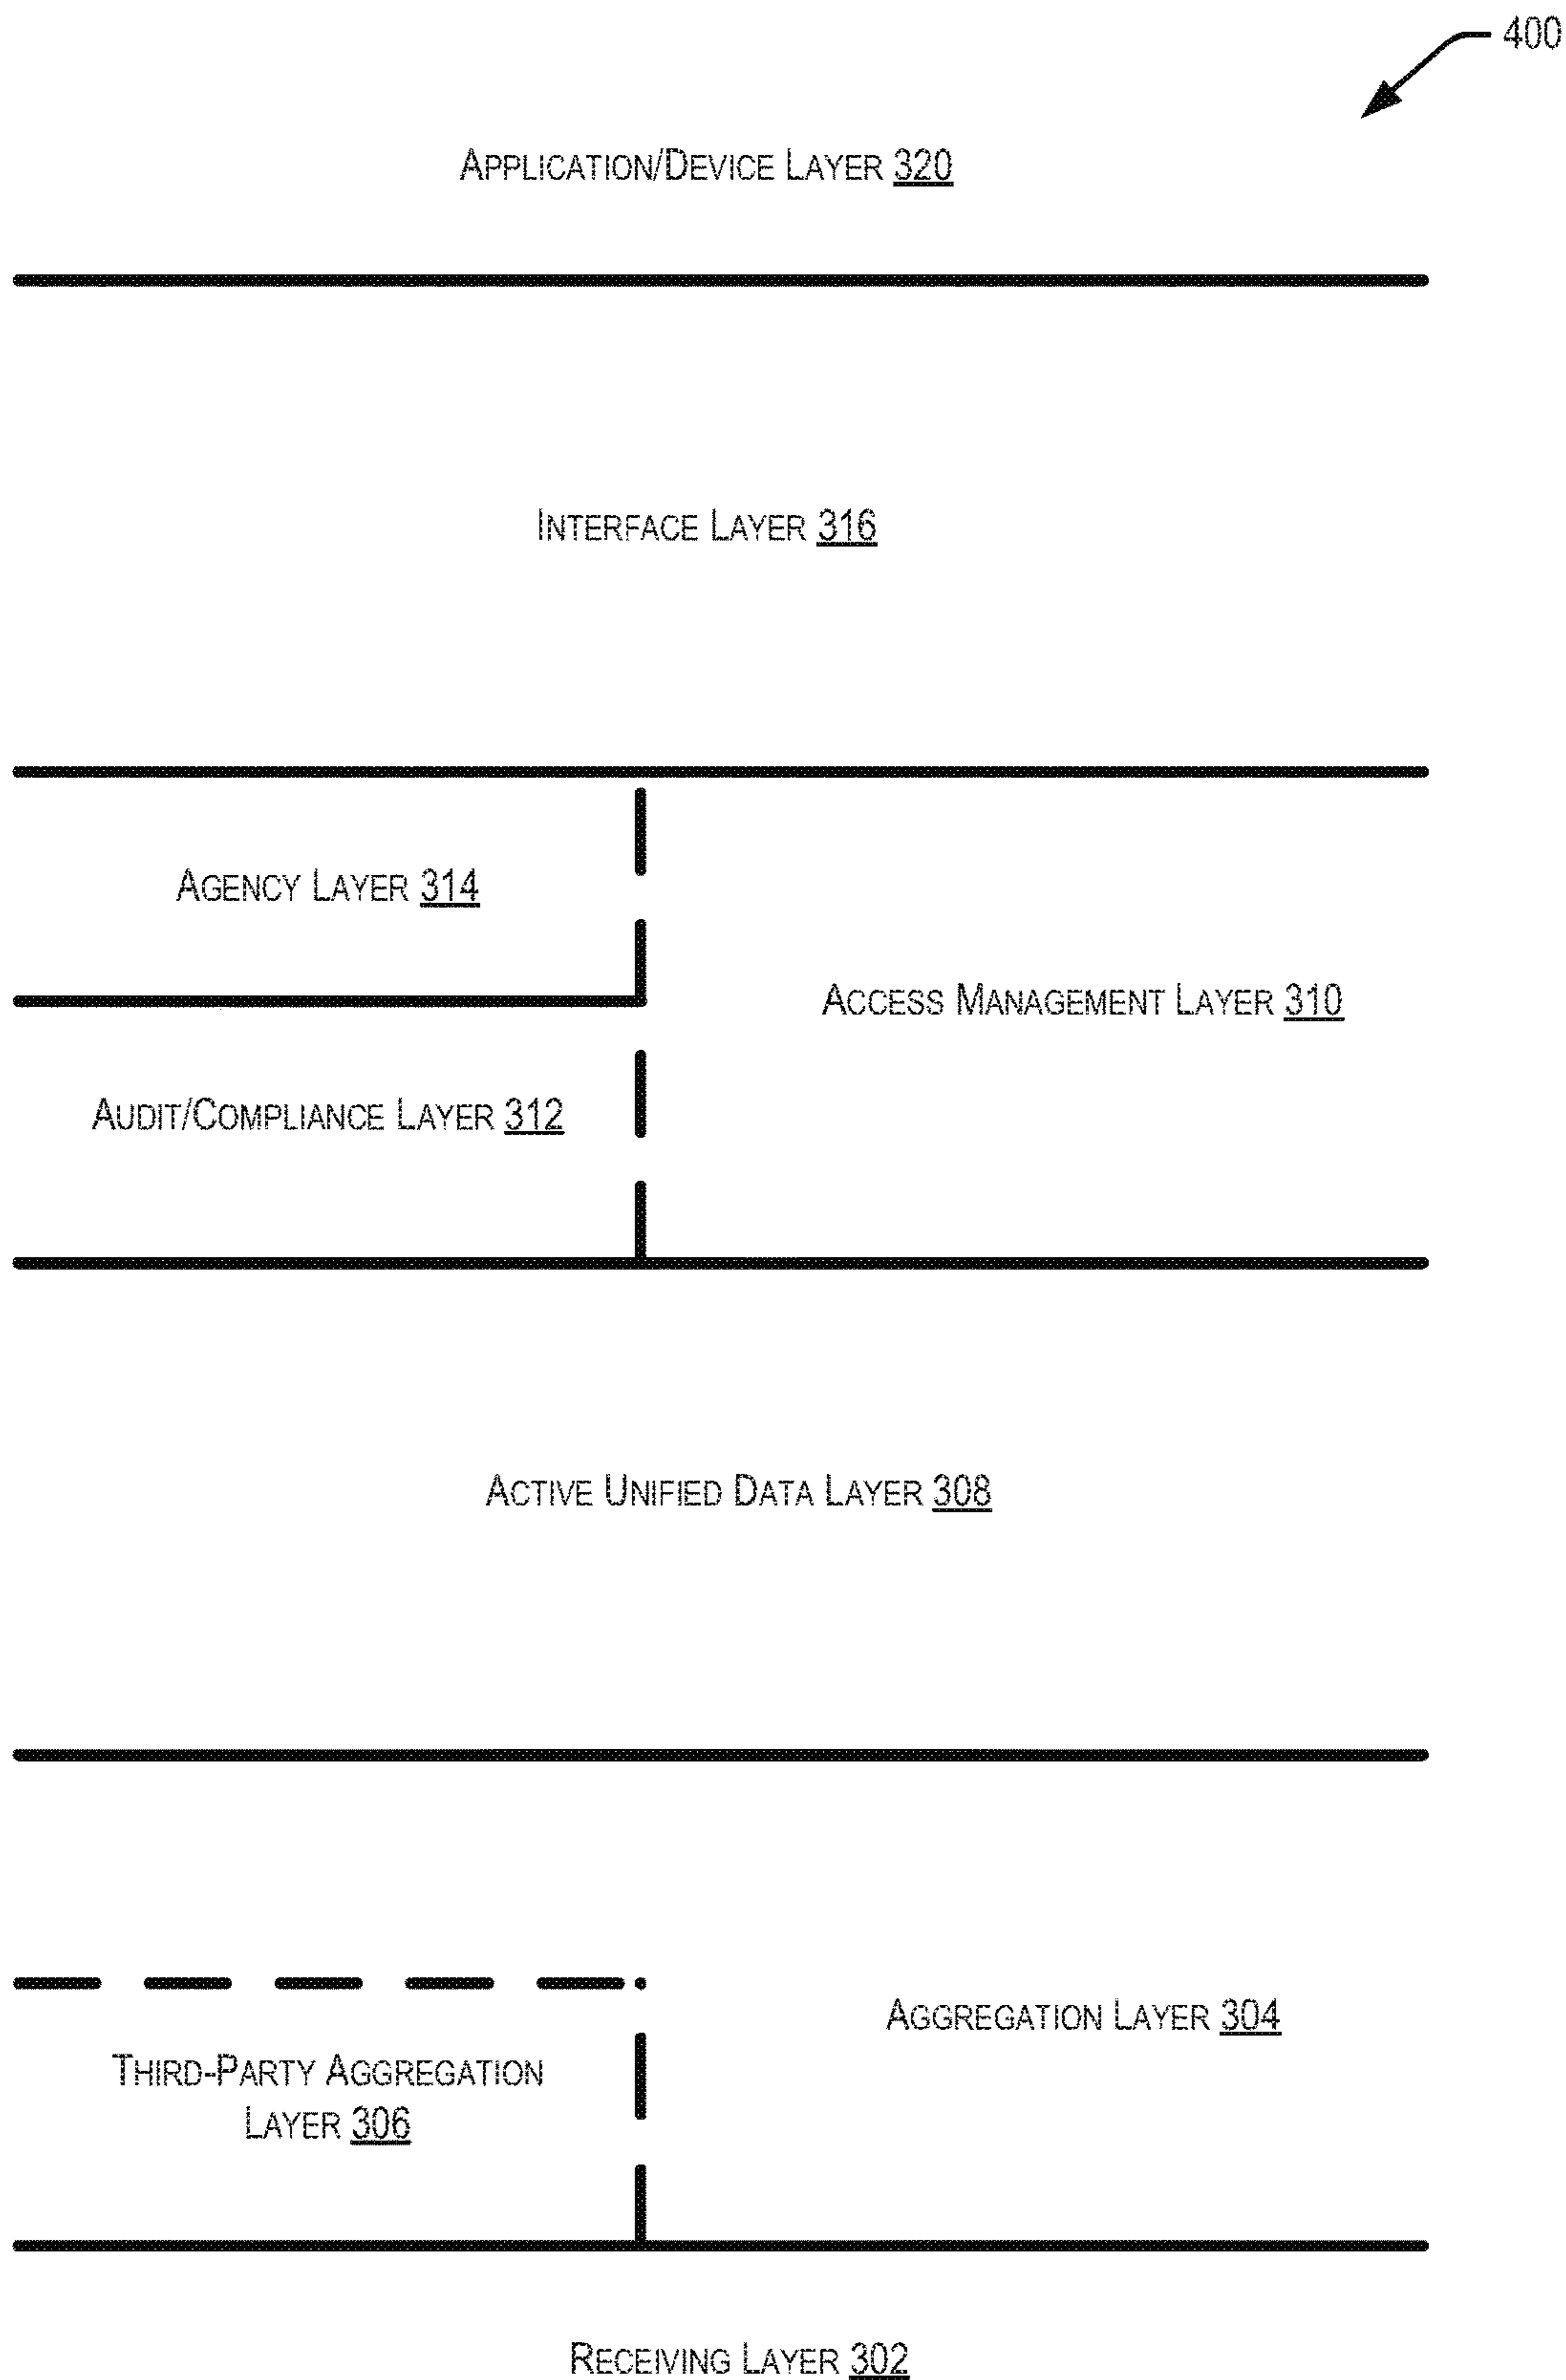 400
APPLICATION/DEVICE LAYER 320
INTERFACE LAYER 316
AGENCY LAYER 314
ACCESS MANAGEMENT LAYER 310
AUDIT/COMPLIANCE LAYER 312
ACTIVE UNIFIED DATA LAYER 308
AGGREGATION LAYER 304
THIRD-PARTY AGGREGATION
LAYER 306
RECEIVING LAYER 302